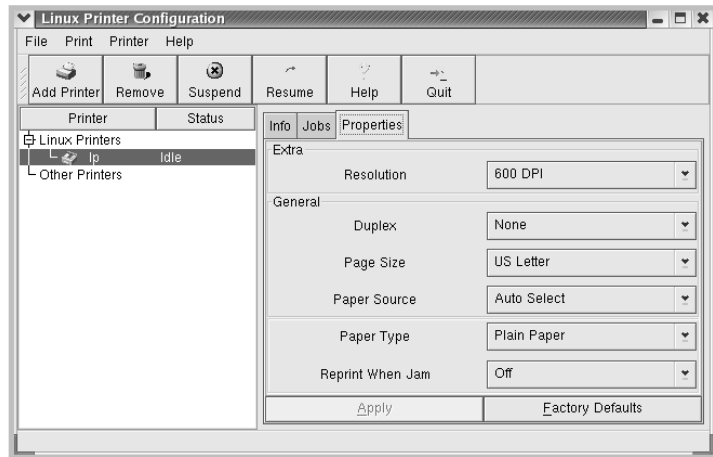 Linux Printer Configuration
File Print Printer Help
Add Printer Remove Suspend Resume Help Quit
Printer Status
Info Jobs Properties
Linux Printers
lp Idle
Other Printers
Extra
Resolution 600 DPI
General
Duplex None
Page Size US Letter
Paper Source Auto Select
Paper Type Plain Paper
Reprint When Jam Off
Apply Factory Defaults